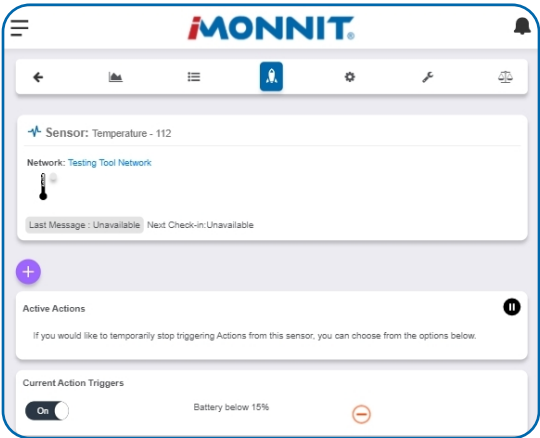 iMONNIT®
Sensor: Temperature - 112
Network: Testing Tool Network
Last Message : Unavailable Next Check-in:Unavailable
+
Active Actions
If you would like to temporarily stop triggering Actions from this sensor, you can choose from the options below.
Current Action Triggers
On Battery below 15%